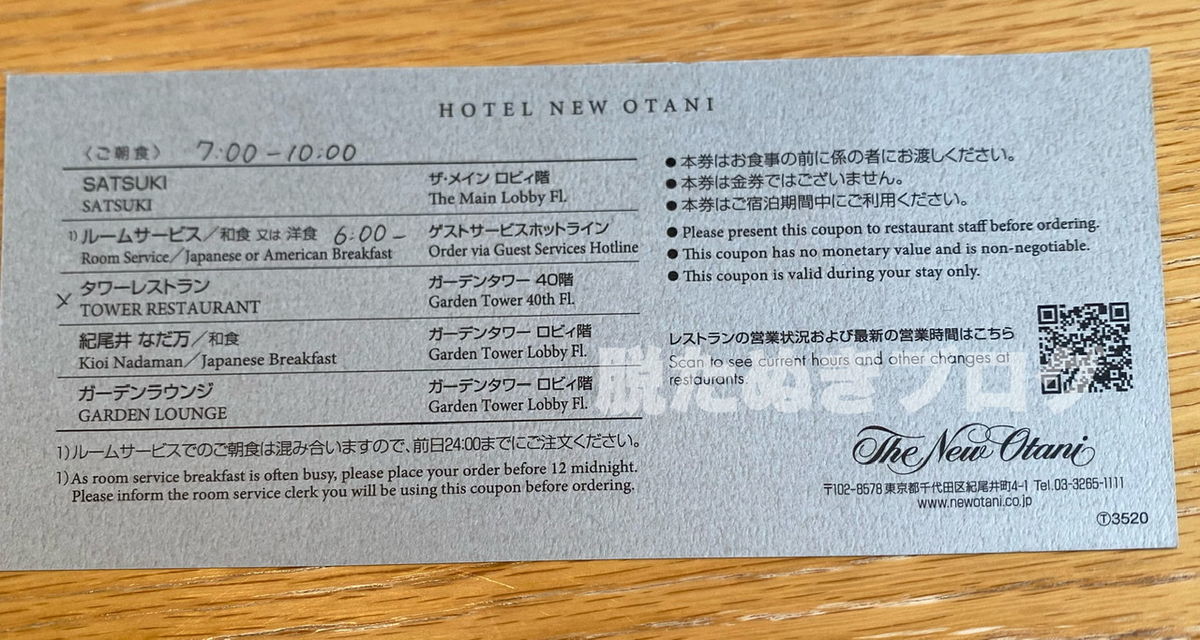 HOTEL NEW OTANI
〈ご朝食〉 7:00-10:00
SATSUKI ザ・メイン ロビィ階
SATSUKI The Main Lobby Fl.
1) ルームサービス/和食 又は 洋食 6:00- ゲストサービスホットライン
Room Service/Japanese or American Breakfast Order via Guest Services Hotline
× タワーレストラン ガーデンタワー 40階
TOWER RESTAURANT Garden Tower 40th Fl.
紀尾井 なだ万/和食 ガーデンタワー ロビィ階
Kioi Nadaman/Japanese Breakfast Garden Tower Lobby Fl.
ガーデンラウンジ ガーデンタワー ロビィ階
GARDEN LOUNGE Garden Tower Lobby Fl.
1)ルームサービスでのご朝食は混み合いますので、前日24:00までにご注文ください。
1)As room service breakfast is often busy, please place your order before 12 midnight.
Please inform the room service clerk you will be using this coupon before ordering.
●本券はお食事の前に係の者にお渡しください。
●本券は金券ではございません。
●本券はご宿泊期間中にご利用ください。
●Please present this coupon to restaurant staff before ordering.
●This coupon has no monetary value and is non-negotiable.
●This coupon is valid during your stay only.
レストランの営業状況および最新の営業時間はこちら
Scan to see current hours and other changes at
restaurants.
脱たぬきブログ
The New Otani
〒102-8578 東京都千代田区紀尾井町4-1 Tel.03-3265-1111
www.newotani.co.jp
Ⓣ3520